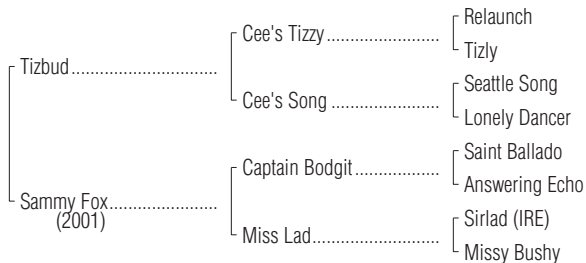 Relaunch
Cee's Tizzy
Tizly
Tizbud
Seattle Song
Cee's Song
Lonely Dancer
Saint Ballado
Captain Bodgit
Answering Echo
Sammy Fox
(2001)
Sirlad (IRE)
Miss Lad
Missy Bushy